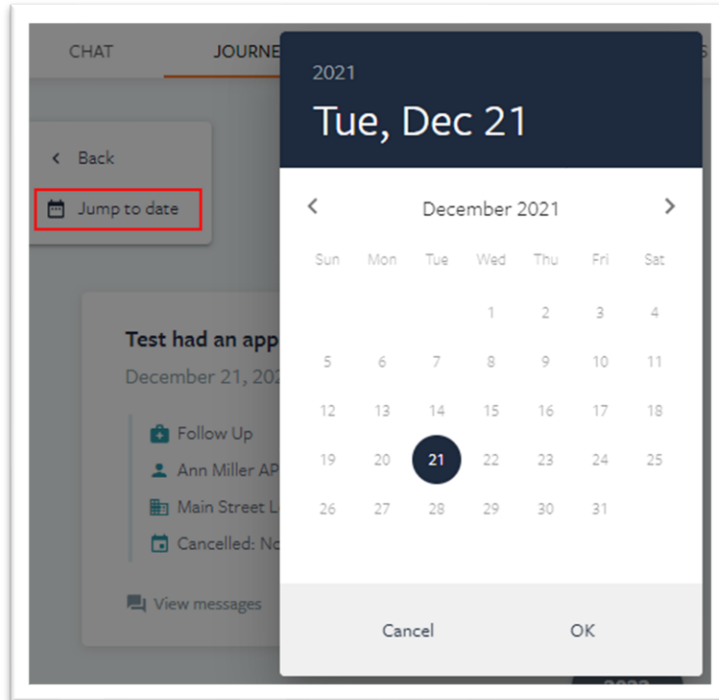 CHAT JOURNE
Back
Jump to date
Test had an app
December 21, 202
Follow Up
Ann Miller AP
Main Street L
Cancelled: No
View messages
2021
Tue, Dec 21
December 2021
Sun Mon Tue Wed Thu Fri Sat
1 2 3 4
5 6 7 8 9 10 11
12 13 14 15 16 17 18
19 20 21 22 23 24 25
26 27 28 29 30 31
Cancel OK
S